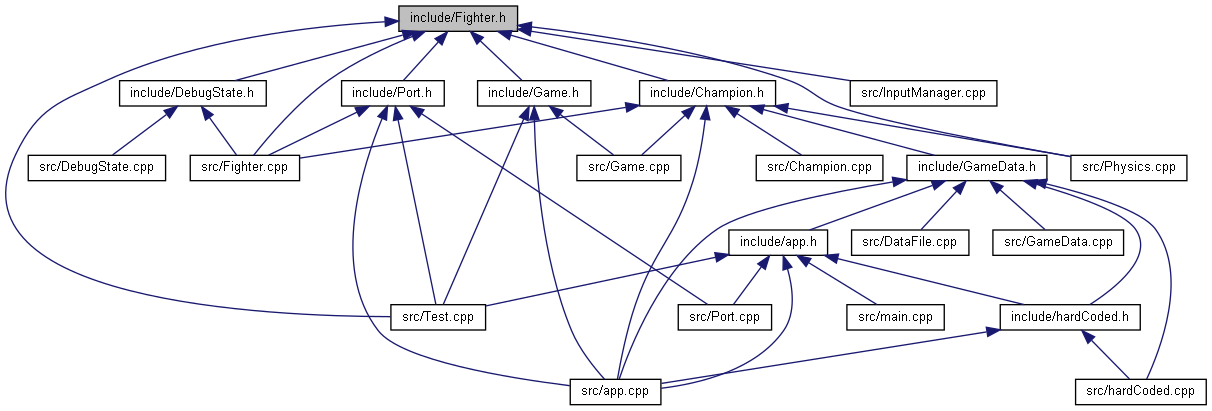 include/Fighter.h
include/DebugState.h
include/Port.h
include/Game.h
include/Champion.h
src/InputManager.cpp
src/DebugState.cpp
src/Fighter.cpp
src/Game.cpp
src/Champion.cpp
include/GameData.h
src/Physics.cpp
include/app.h
src/DataFile.cpp
src/GameData.cpp
src/Test.cpp
src/Port.cpp
src/main.cpp
include/hardCoded.h
src/app.cpp
src/hardCoded.cpp